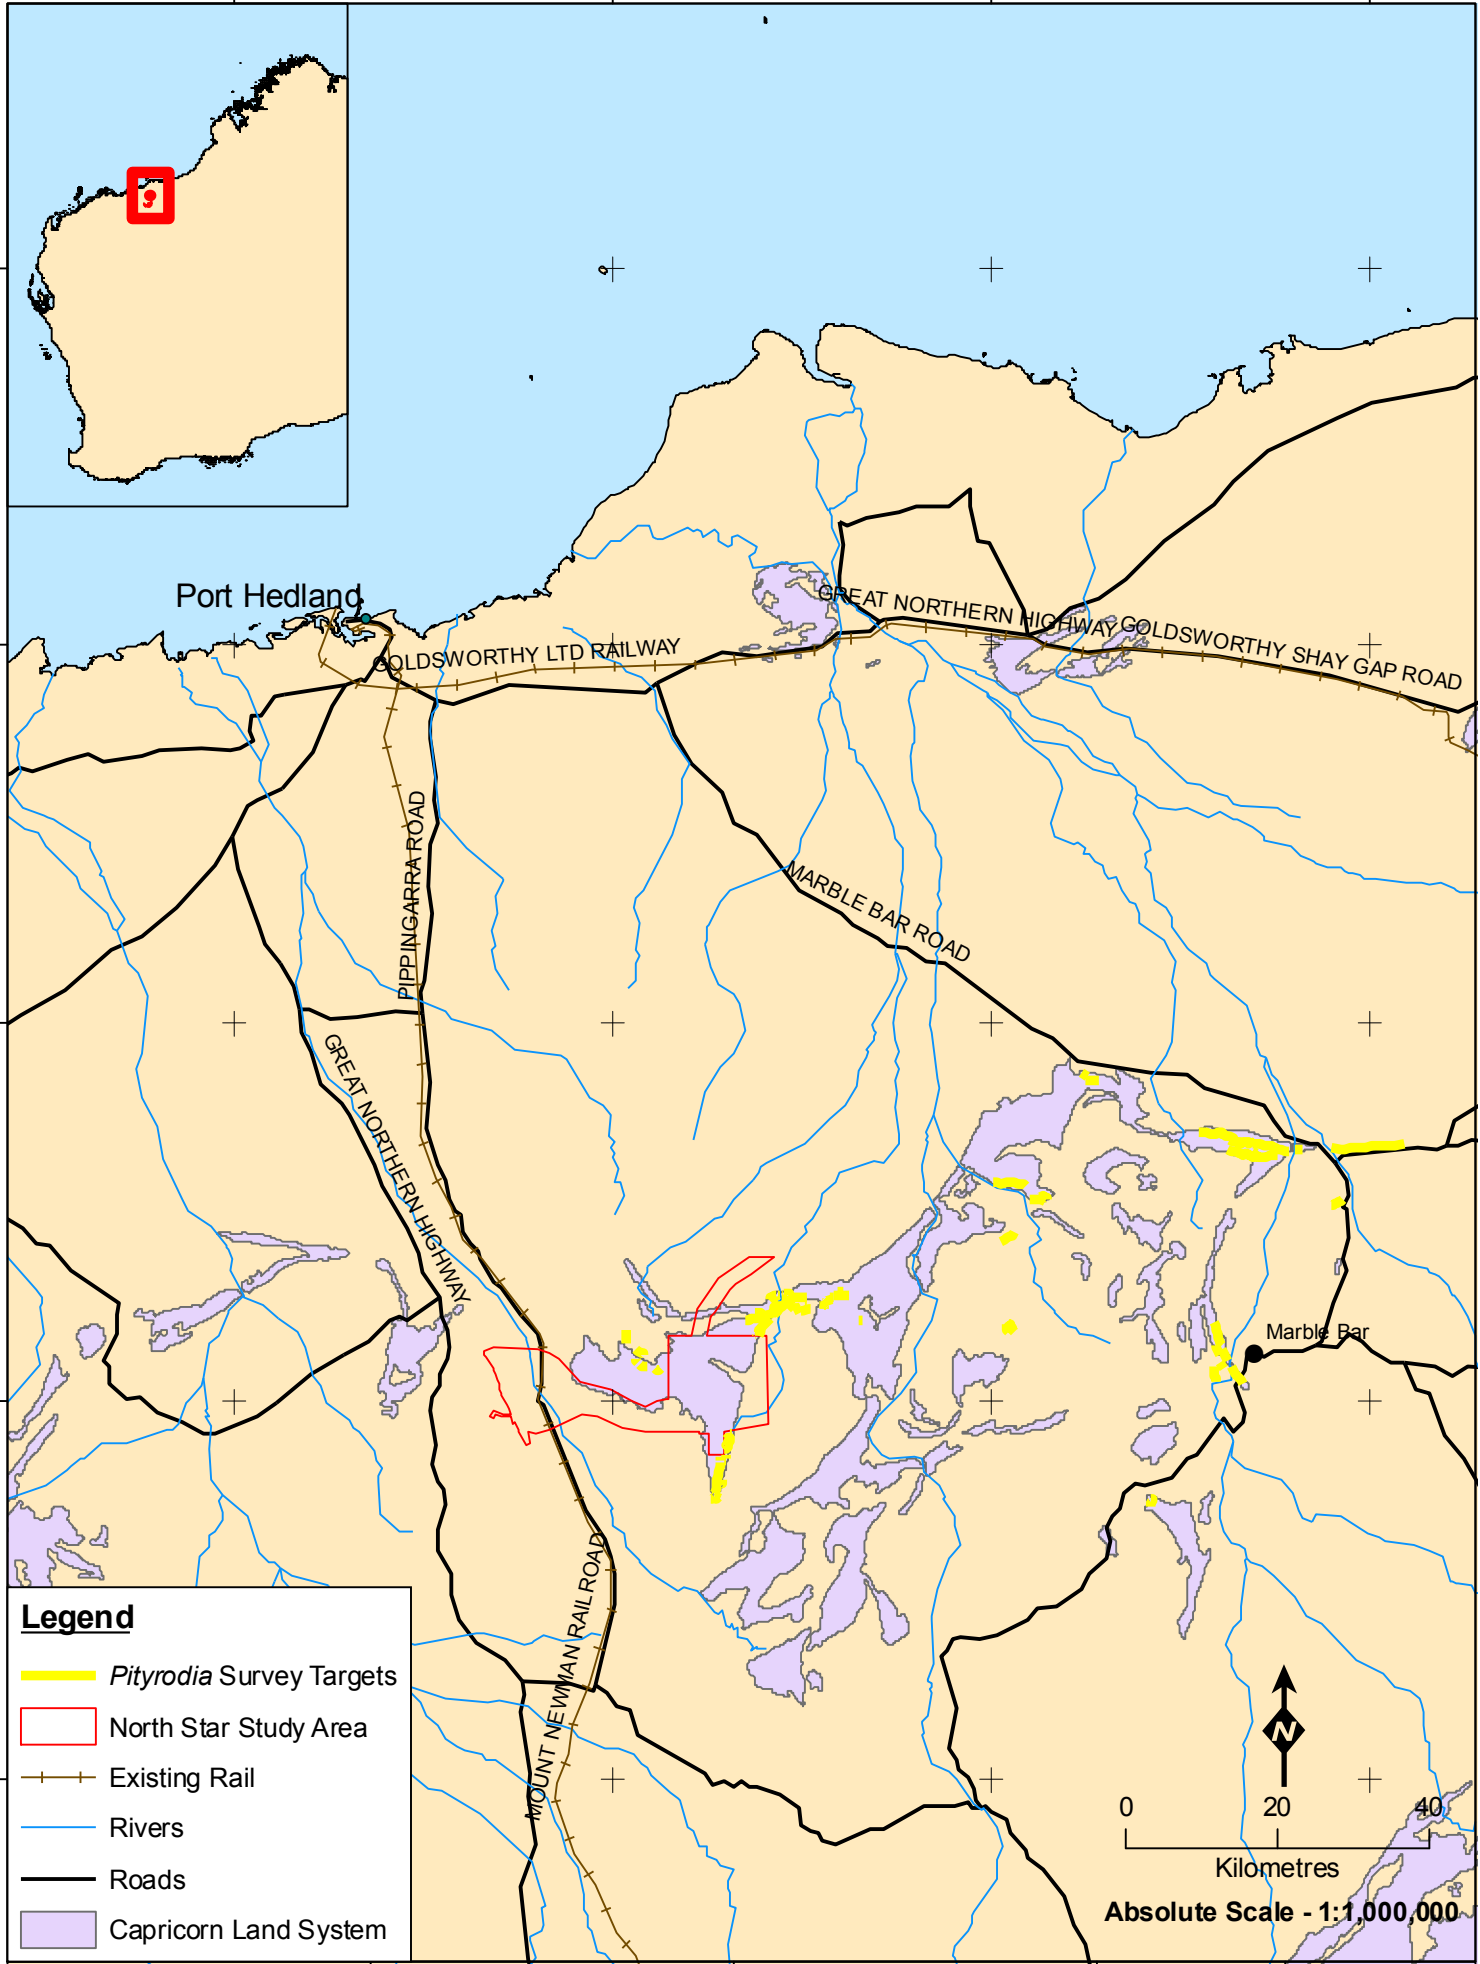 Port Hedland
GREAT NORTHERN HIGHWAY
GOLDSWORTHY SHAY GAP ROAD
GOLDSWORTHY LTD RAILWAY
PIPPINGARRA ROAD
MARBLE BAR ROAD
GREAT NORTHERN HIGHWAY
Marble Bar
MOUNT NEWMAN RAILROAD
Legend
Pityrodia Survey Targets
North Star Study Area
Existing Rail
Rivers
Roads
Capricorn Land System
N
0 20 40
Kilometres
Absolute Scale - 1:1,000,000